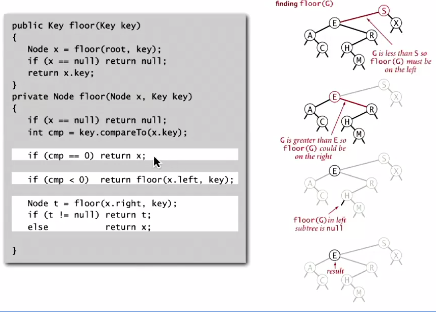 public Key floor(Key key)
{
Node x = floor(root, key);
if (x == null) return null;
return x.key;
}
private Node floor(Node x, Key key)
{
if (x == null) return null;
int cmp = key.compareTo(x.key);
if (cmp == 0) return x;
if (cmp < 0) return floor(x.left, key);
Node t = floor(x.right, key);
if (t != null) return t;
else return x;
}
finding floor(G)
S
E
X
A
R
C
H
M
G is less than S so
floor(G) must be
on the left
S
E
X
A
R
C
H
M
G is greater than E so
floor(G) could be
on the right
S
E
X
A
R
C
H
M
floor(G) in left
subtree is null
S
E
X
A
R
result
C
H
M